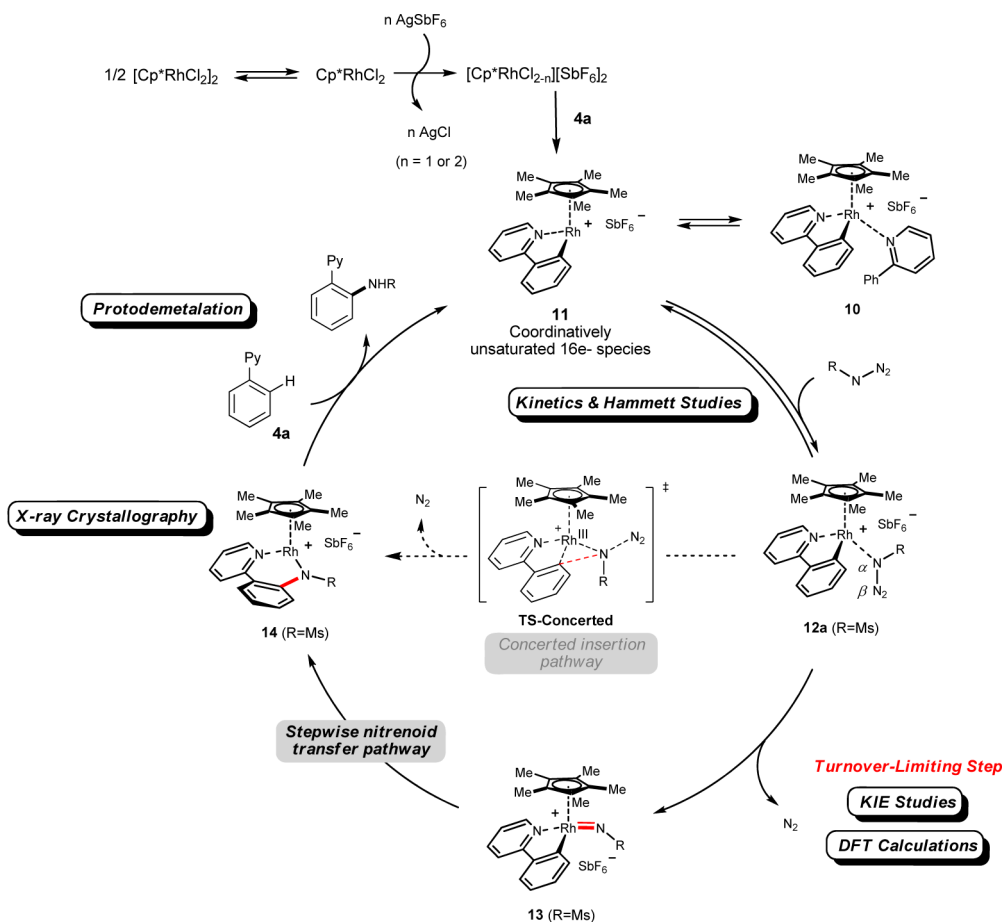 n AgSbF6
1/2 [Cp*RhCl2]2
Cp*RhCl2
[Cp*RhCl2-n][SbF6]2
n AgCl
(n = 1 or 2)
4a
Me Me Me Me Me
N Rh + SbF6 −
11
Coordinatively
unsaturated 16e- species
Me Me Me Me Me
N Rh + SbF6 −
N
Ph
10
Py
NHR
Protodemetalation
Py
H
4a
R N N2
Kinetics & Hammett Studies
X-ray Crystallography
Me Me Me Me Me
N Rh + SbF6 −
N R
14 (R=Ms)
N2
‡
Me Me Me Me Me
+ III
N Rh N2
N
R
TS-Concerted
Concerted insertion
pathway
Me Me Me Me Me
N Rh + SbF6 −
R
N
α
β
N2
12a (R=Ms)
Stepwise nitrenoid
transfer pathway
Turnover-Limiting Step
KIE Studies
DFT Calculations
N2
Me Me Me Me Me
+
N Rh N
R
SbF6 −
13 (R=Ms)